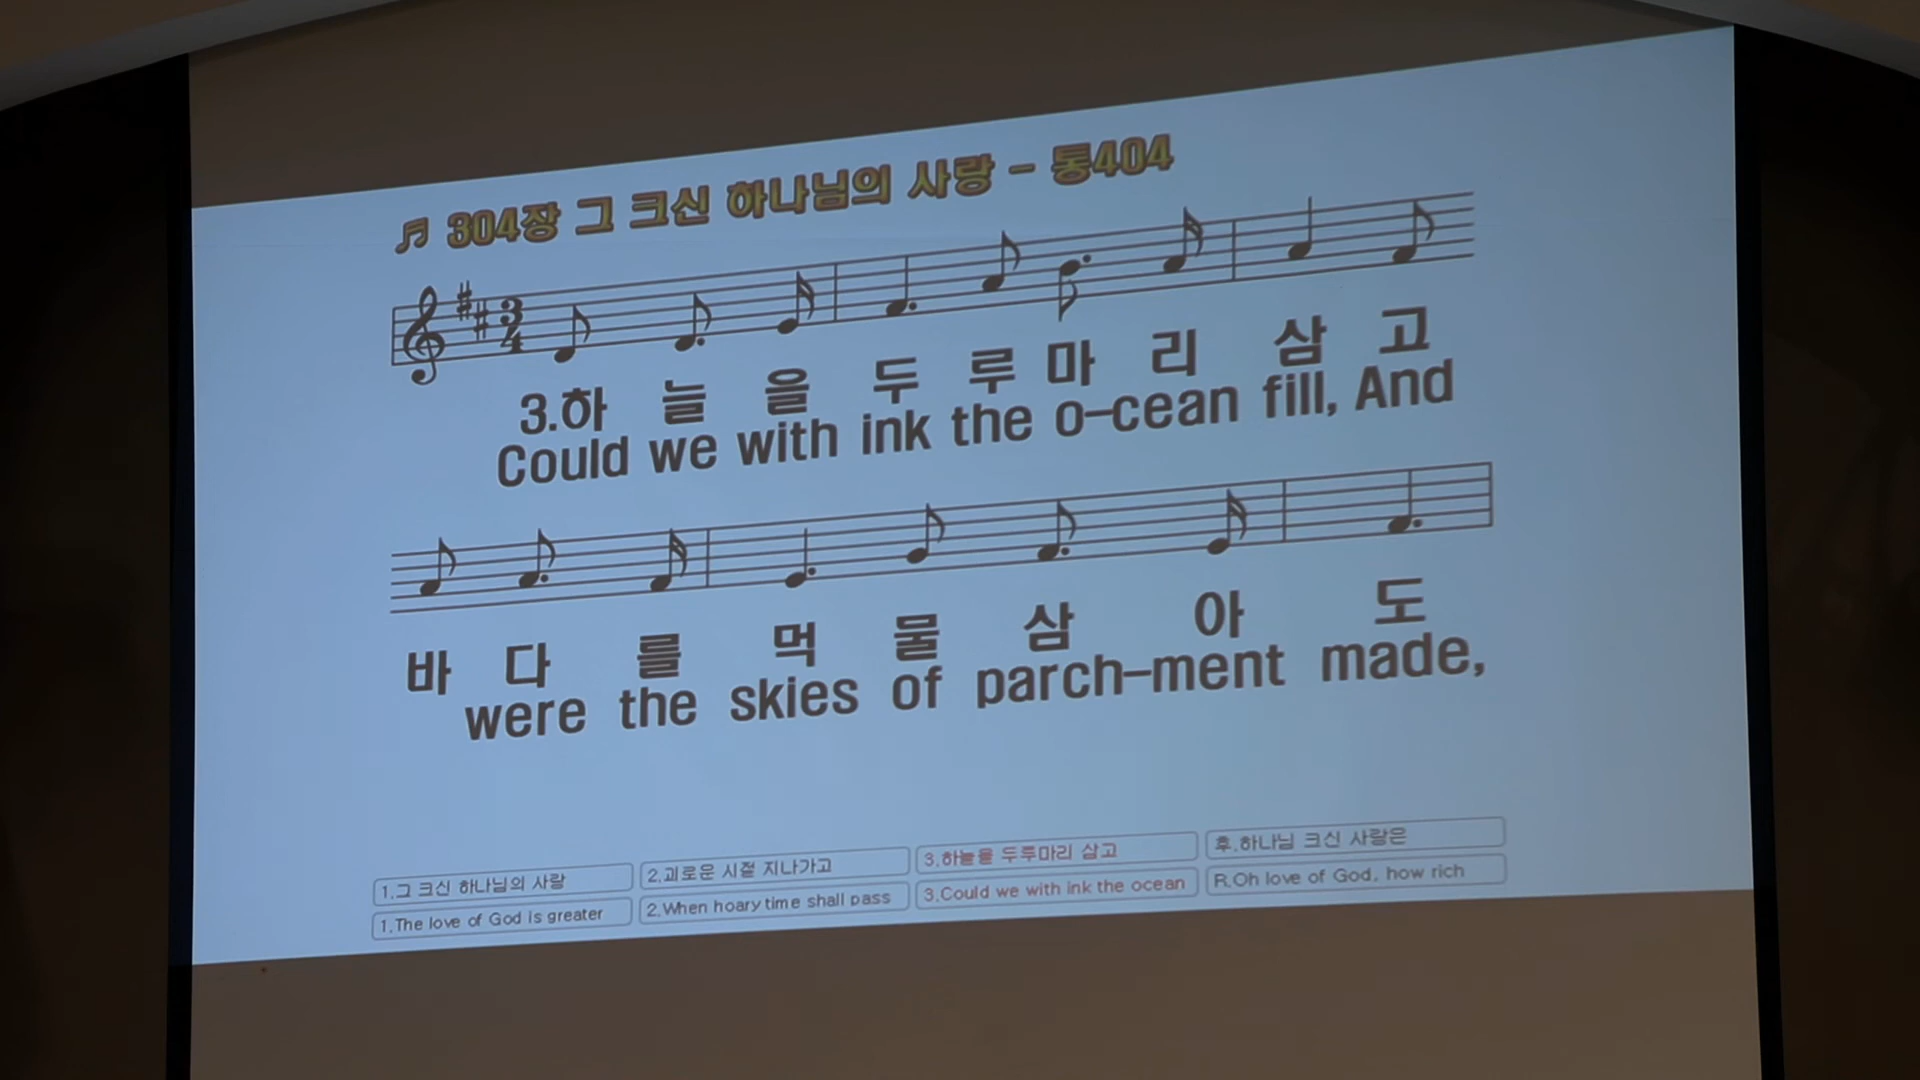 ♬ 304장 그 크신 하나님의 사랑 - 통404
3
4
3.하 늘 을 두 루 마 리 삼 고
Could we with ink the o-cean fill, And
바 다 를 먹 물 삼 아 도
were the skies of parch-ment made,
1.그 크신 하나님의 사랑 2.괴로운 시절 지나가고 3.하늘을 두루마리 삼고 후.하나님 크신 사랑은
1.The love of God is greater 2.When hoary time shall pass 3.Could we with ink the ocean R.Oh love of God, how rich